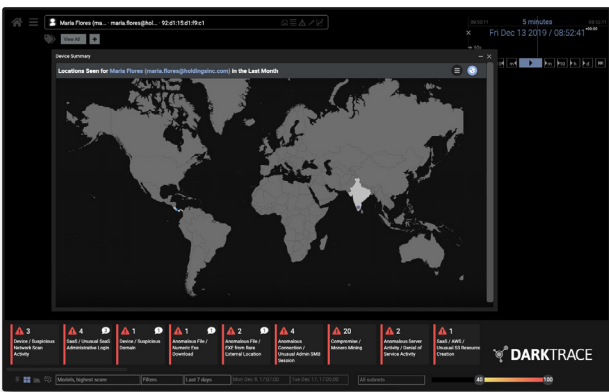 Maria Flores (ma... · maria.flores@hol... · 92:d1:15:d1:f9:c1
View All +
5 minutes
Fri Dec 13 2019 / 08:52:41
Device Summary
Locations Seen for Maria Flores (maria.flores@holdingsinc.com) in the Last Month
3
Device / Suspicious Network Scan Activity
4
SaaS / Unusual SaaS Administrative Login
1
Device / Suspicious Domain
1
Anomalous File / Numeric Exe Download
2
Anomalous File / EXE from Rare External Location
4
Anomalous Connection / Unusual Admin SMB Session
20
Compromise / Monero Mining
2
Anomalous Server Activity / Denial of Service Activity
1
SaaS / AWS / Unusual S3 Resource Creation
DARKTRACE
Models, highest score
Filters
Last 7 days
All subnets
40
100